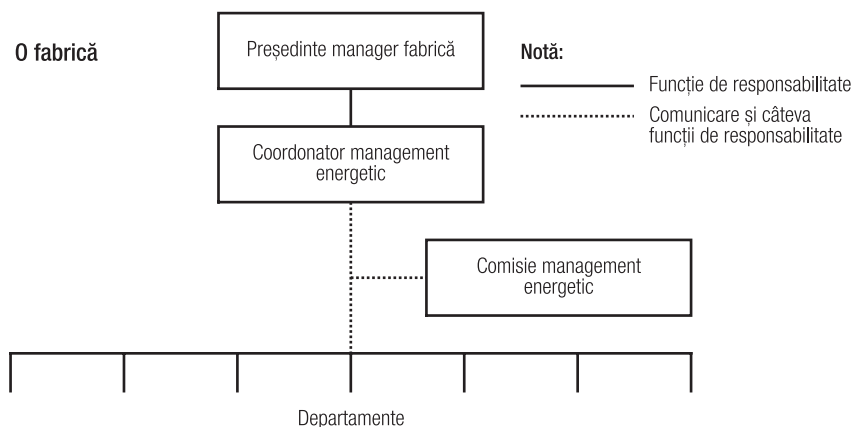 O fabrică
Președinte manager fabrică
Notă:
Funcție de responsabilitate
Comunicare și câteva
funcții de responsabilitate
Coordonator management
energetic
Comisie management
energetic
Departamente